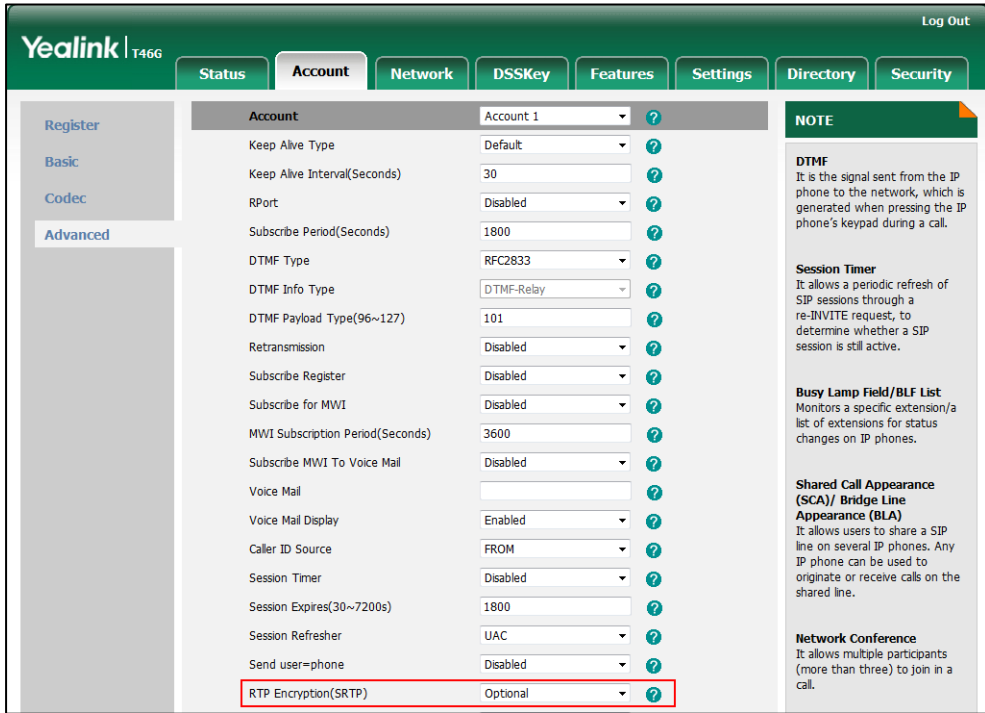 Log Out
Yealink | T46G
Status Account Network DSSKey Features Settings Directory Security
Register
Basic
Codec
Advanced
Account Account 1 ?
Keep Alive Type Default ?
Keep Alive Interval(Seconds) 30 ?
RPort Disabled ?
Subscribe Period(Seconds) 1800 ?
DTMF Type RFC2833 ?
DTMF Info Type DTMF-Relay ?
DTMF Payload Type(96~127) 101 ?
Retransmission Disabled ?
Subscribe Register Disabled ?
Subscribe for MWI Disabled ?
MWI Subscription Period(Seconds) 3600 ?
Subscribe MWI To Voice Mail Disabled ?
Voice Mail ?
Voice Mail Display Enabled ?
Caller ID Source FROM ?
Session Timer Disabled ?
Session Expires(30~7200s) 1800 ?
Session Refresher UAC ?
Send user=phone Disabled ?
RTP Encryption(SRTP) Optional ?
NOTE
DTMF
It is the signal sent from the IP
phone to the network, which is
generated when pressing the IP
phone's keypad during a call.
Session Timer
It allows a periodic refresh of
SIP sessions through a
re-INVITE request, to
determine whether a SIP
session is still active.
Busy Lamp Field/BLF List
Monitors a specific extension/a
list of extensions for status
changes on IP phones.
Shared Call Appearance
(SCA)/ Bridge Line
Appearance (BLA)
It allows users to share a SIP
line on several IP phones. Any
IP phone can be used to
originate or receive calls on the
shared line.
Network Conference
It allows multiple participants
(more than three) to join in a
call.